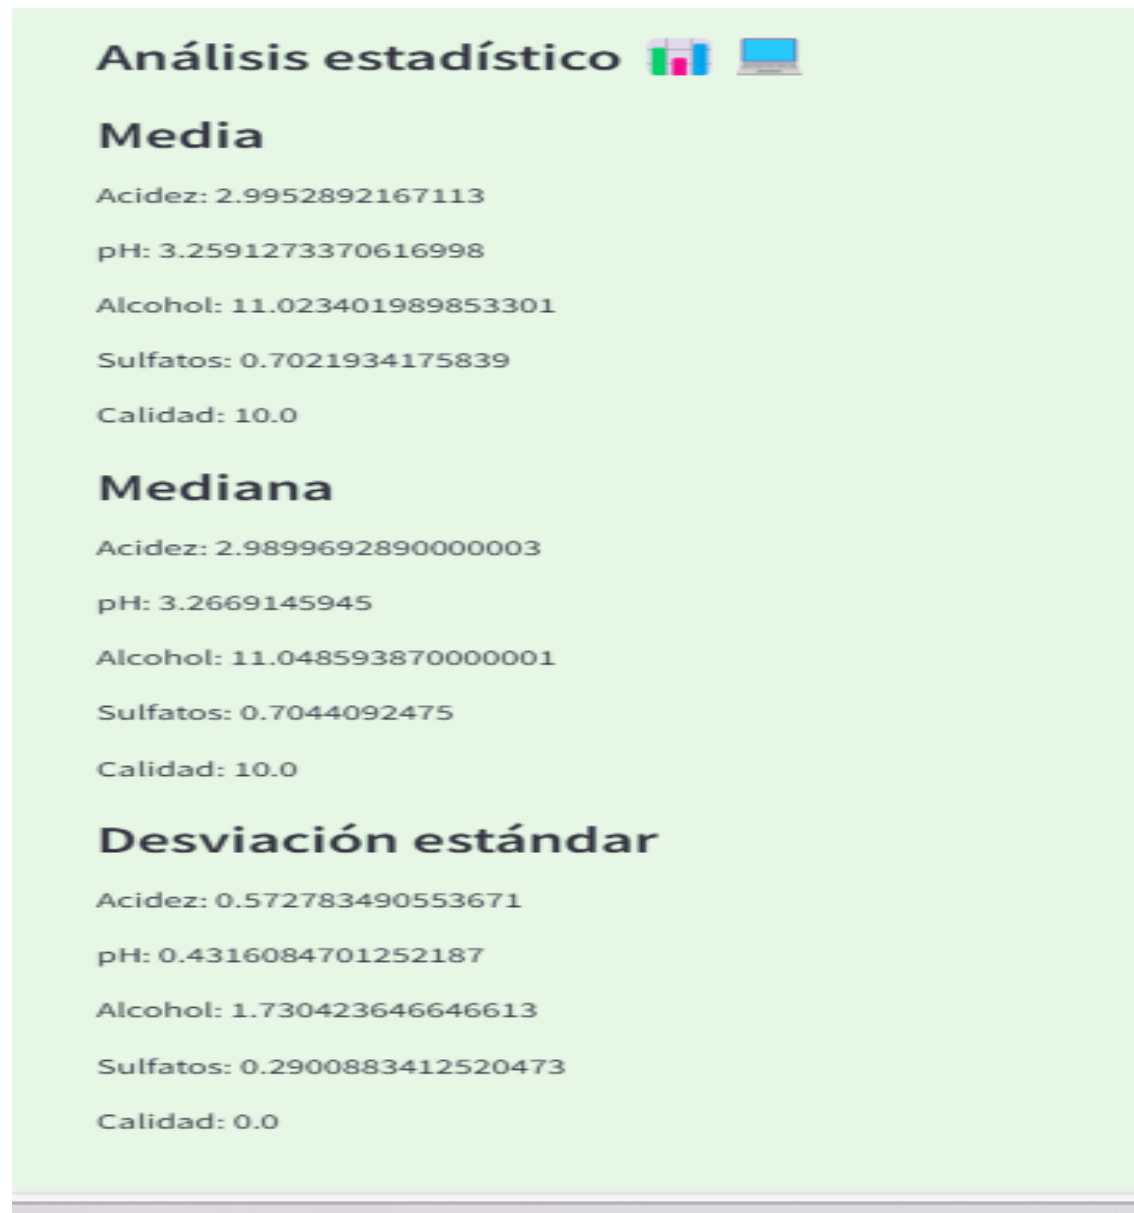 Análisis estadístico
Media
Acidez: 2.9952892167113
pH: 3.2591273370616998
Alcohol: 11.023401989853301
Sulfatos: 0.7021934175839
Calidad: 10.0
Mediana
Acidez: 2.9899692890000003
pH: 3.2669145945
Alcohol: 11.048593870000001
Sulfatos: 0.7044092475
Calidad: 10.0
Desviación estándar
Acidez: 0.572783490553671
pH: 0.4316084701252187
Alcohol: 1.730423646646613
Sulfatos: 0.2900883412520473
Calidad: 0.0